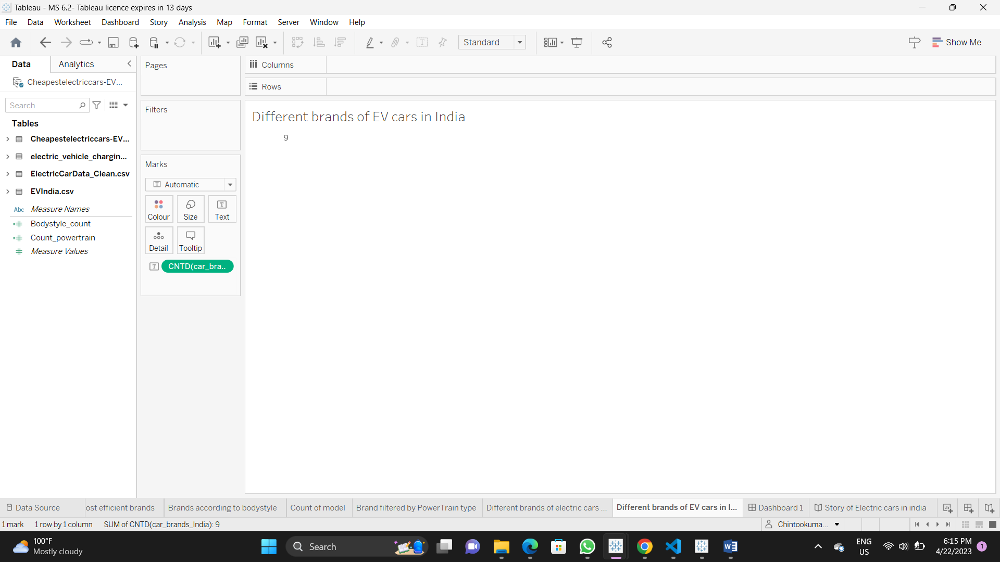 Tableau - MS 6.2- Tableau licence expires in 13 days
File Data Worksheet Dashboard Story Analysis Map Format Server Window Help
Standard
Show Me
Data Analytics
Cheapestelectriccars-EV...
Search
Tables
Cheapestelectriccars-EV...
electric_vehicle_chargin...
ElectricCarData_Clean.csv
EVIndia.csv
Abc Measure Names
Bodystyle_count
Count_powertrain
Measure Values
Pages
Filters
Marks
Automatic
Colour Size Text
Detail Tooltip
CNTD(car_bra..
Columns
Rows
Different brands of EV cars in India
9
Data Source ost efficient brands Brands according to bodystyle Count of model Brand filtered by PowerTrain type Different brands of electric cars ... Different brands of EV cars in I... Dashboard 1 Story of Electric cars in india
1 mark 1 row by 1 column SUM of CNTD(car_brands_India): 9 Chintookuma...
100°F
Mostly cloudy
Search
ENG
US
6:15 PM
4/22/2023
1